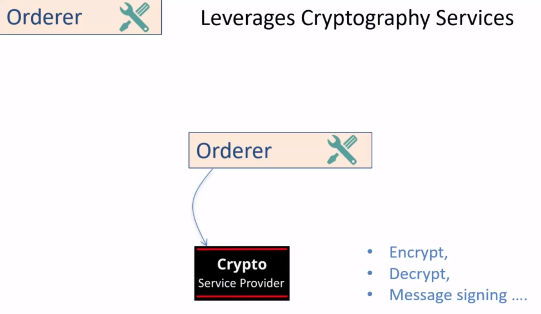 Orderer
Leverages Cryptography Services
Orderer
Crypto
Service Provider
• Encrypt,
• Decrypt,
• Message signing ....